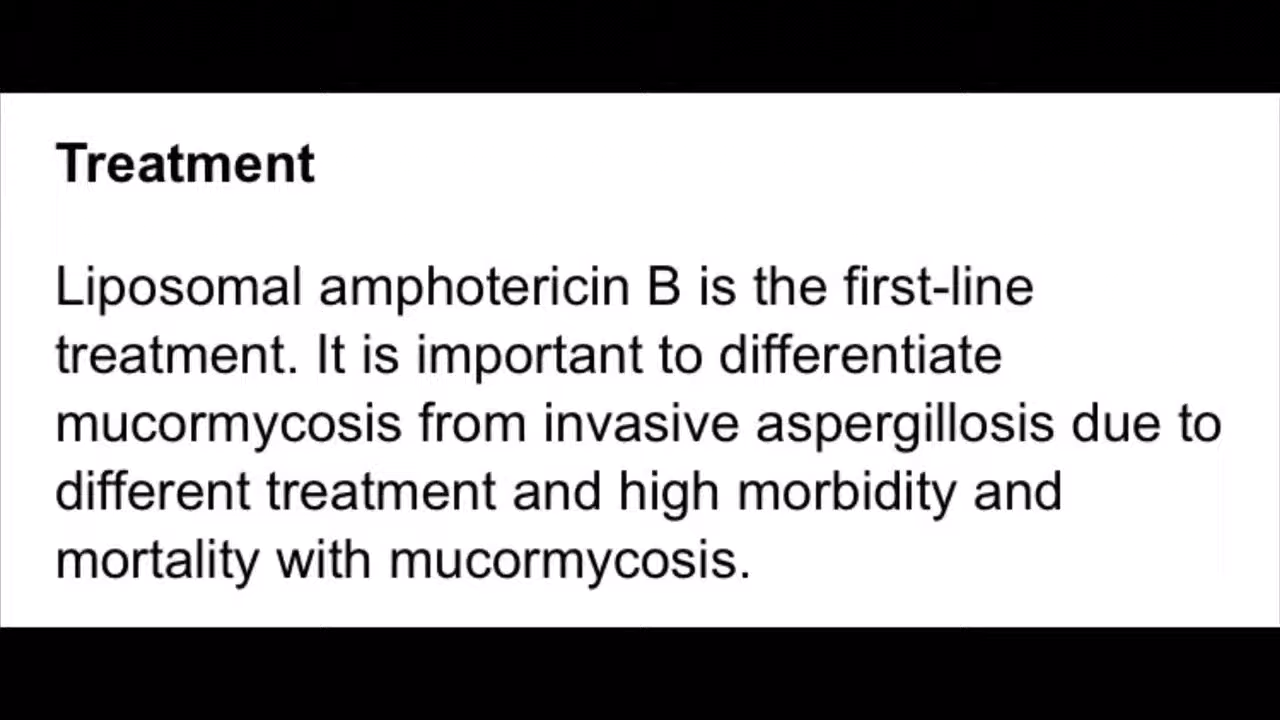 Treatment
Liposomal amphotericin B is the first-line
treatment. It is important to differentiate
mucormycosis from invasive aspergillosis due to
different treatment and high morbidity and
mortality with mucormycosis.